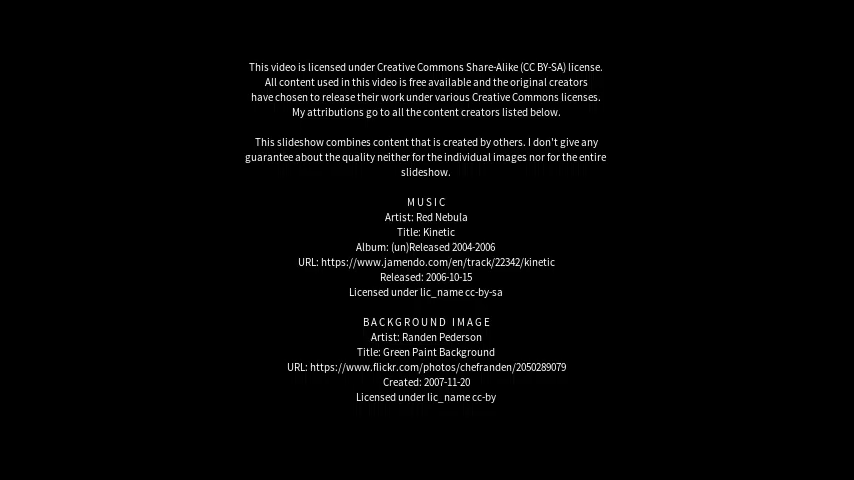 This video is licensed under Creative Commons Share-Alike (CC BY-SA) license.
All content used in this video is free available and the original creators
have chosen to release their work under various Creative Commons licenses.
My attributions go to all the content creators listed below.
This slideshow combines content that is created by others. I don't give any
guarantee about the quality neither for the individual images nor for the entire
slideshow.
M U S I C
Artist: Red Nebula
Title: Kinetic
Album: (un)Released 2004-2006
URL: https://www.jamendo.com/en/track/22342/kinetic
Released: 2006-10-15
Licensed under lic_name cc-by-sa
B A C K G R O U N D   I M A G E
Artist: Randen Pederson
Title: Green Paint Background
URL: https://www.flickr.com/photos/chefranden/2050289079
Created: 2007-11-20
Licensed under lic_name cc-by